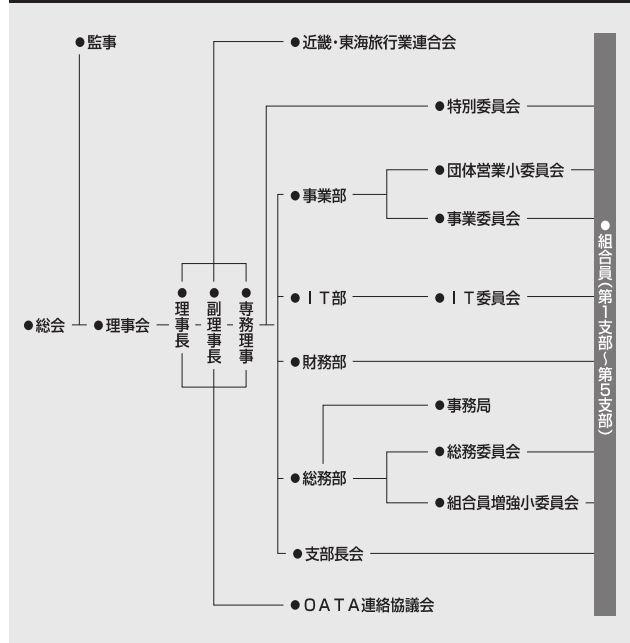 ●監事
●近畿・東海旅行業連合会
●特別委員会
●団体営業小委員会
●事業部
●事業委員会
●ＩＴ部
●ＩＴ委員会
●総会
●理事会
●理事長
●副理事長
●専務理事
●財務部
●事務局
●総務委員会
●総務部
●組合員増強小委員会
●支部長会
●ＯＡＴＡ連絡協議会
●組合員（第1支部～第5支部）